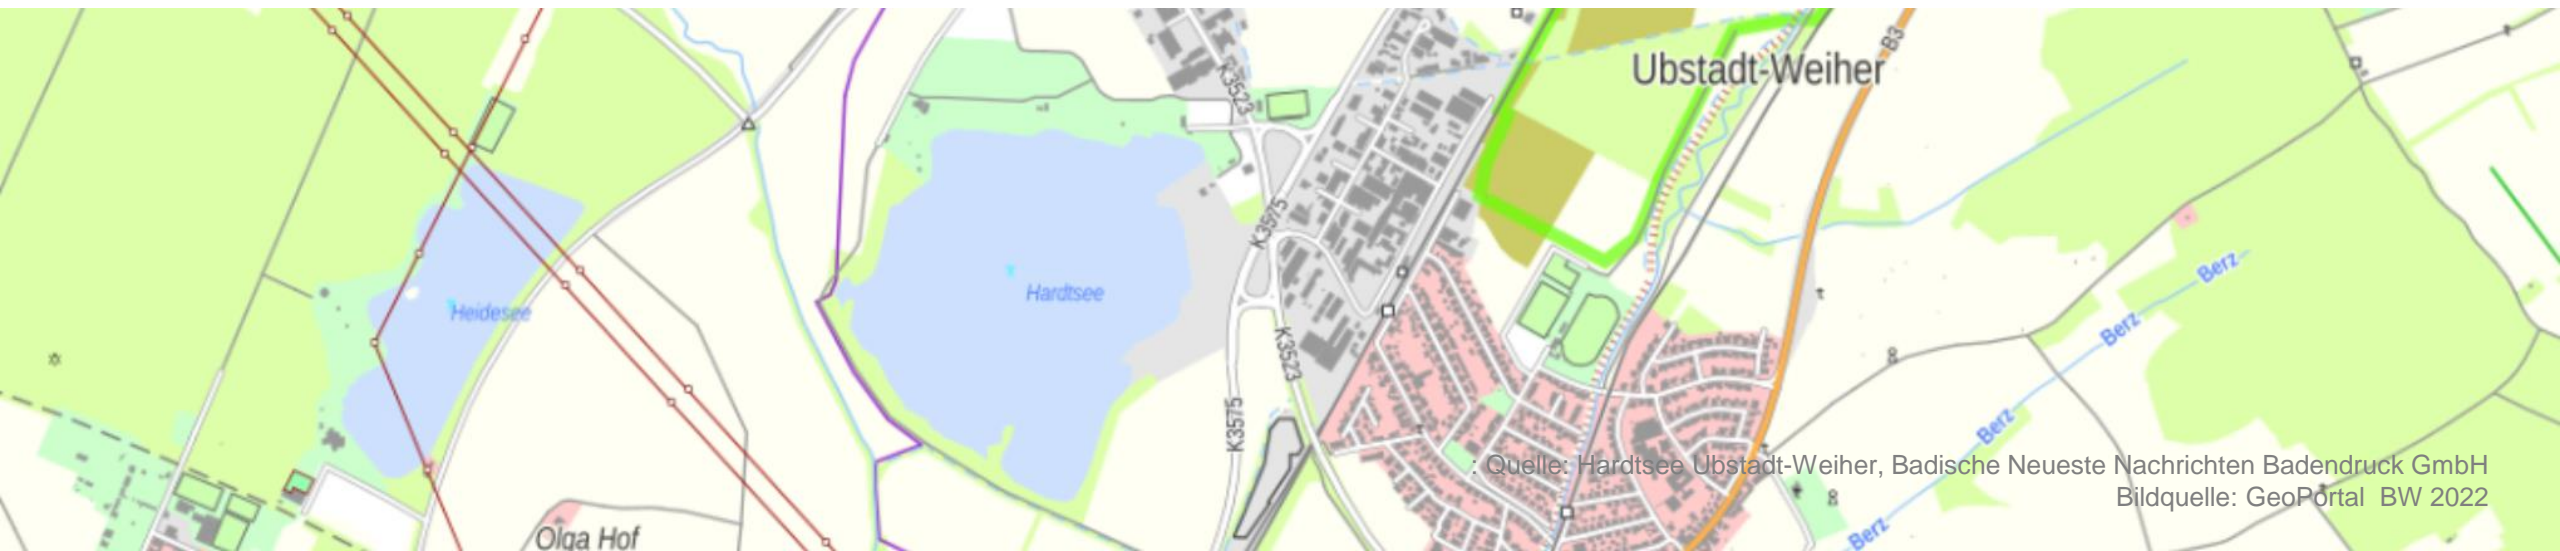 B3
Ubstadt-Weiher
K3523
K3575
Berz
Hardtsee
Heidesee
Berz
K3523
K3575
Berz
: Quelle: Hardtsee Ubstadt-Weiher, Badische Neueste Nachrichten Badendruck GmbH
Bildquelle: GeoPortal BW 2022
Olga Hof
Berz